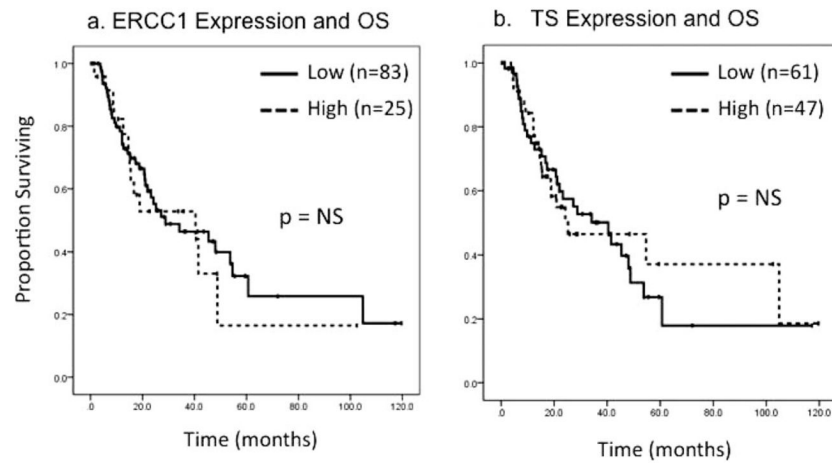 a. ERCC1 Expression and OS
Low (n=83)
High (n=25)
p = NS
Proportion Surviving
1.0
0.8
0.6
0.4
0.2
0.0
.0 20.0 40.0 60.0 80.0 100.0 120.0
Time (months)
b. TS Expression and OS
Low (n=61)
High (n=47)
p = NS
1.0
0.8
0.6
0.4
0.2
0.0
.0 20.0 40.0 60.0 80.0 100.0 120.0
Time (months)